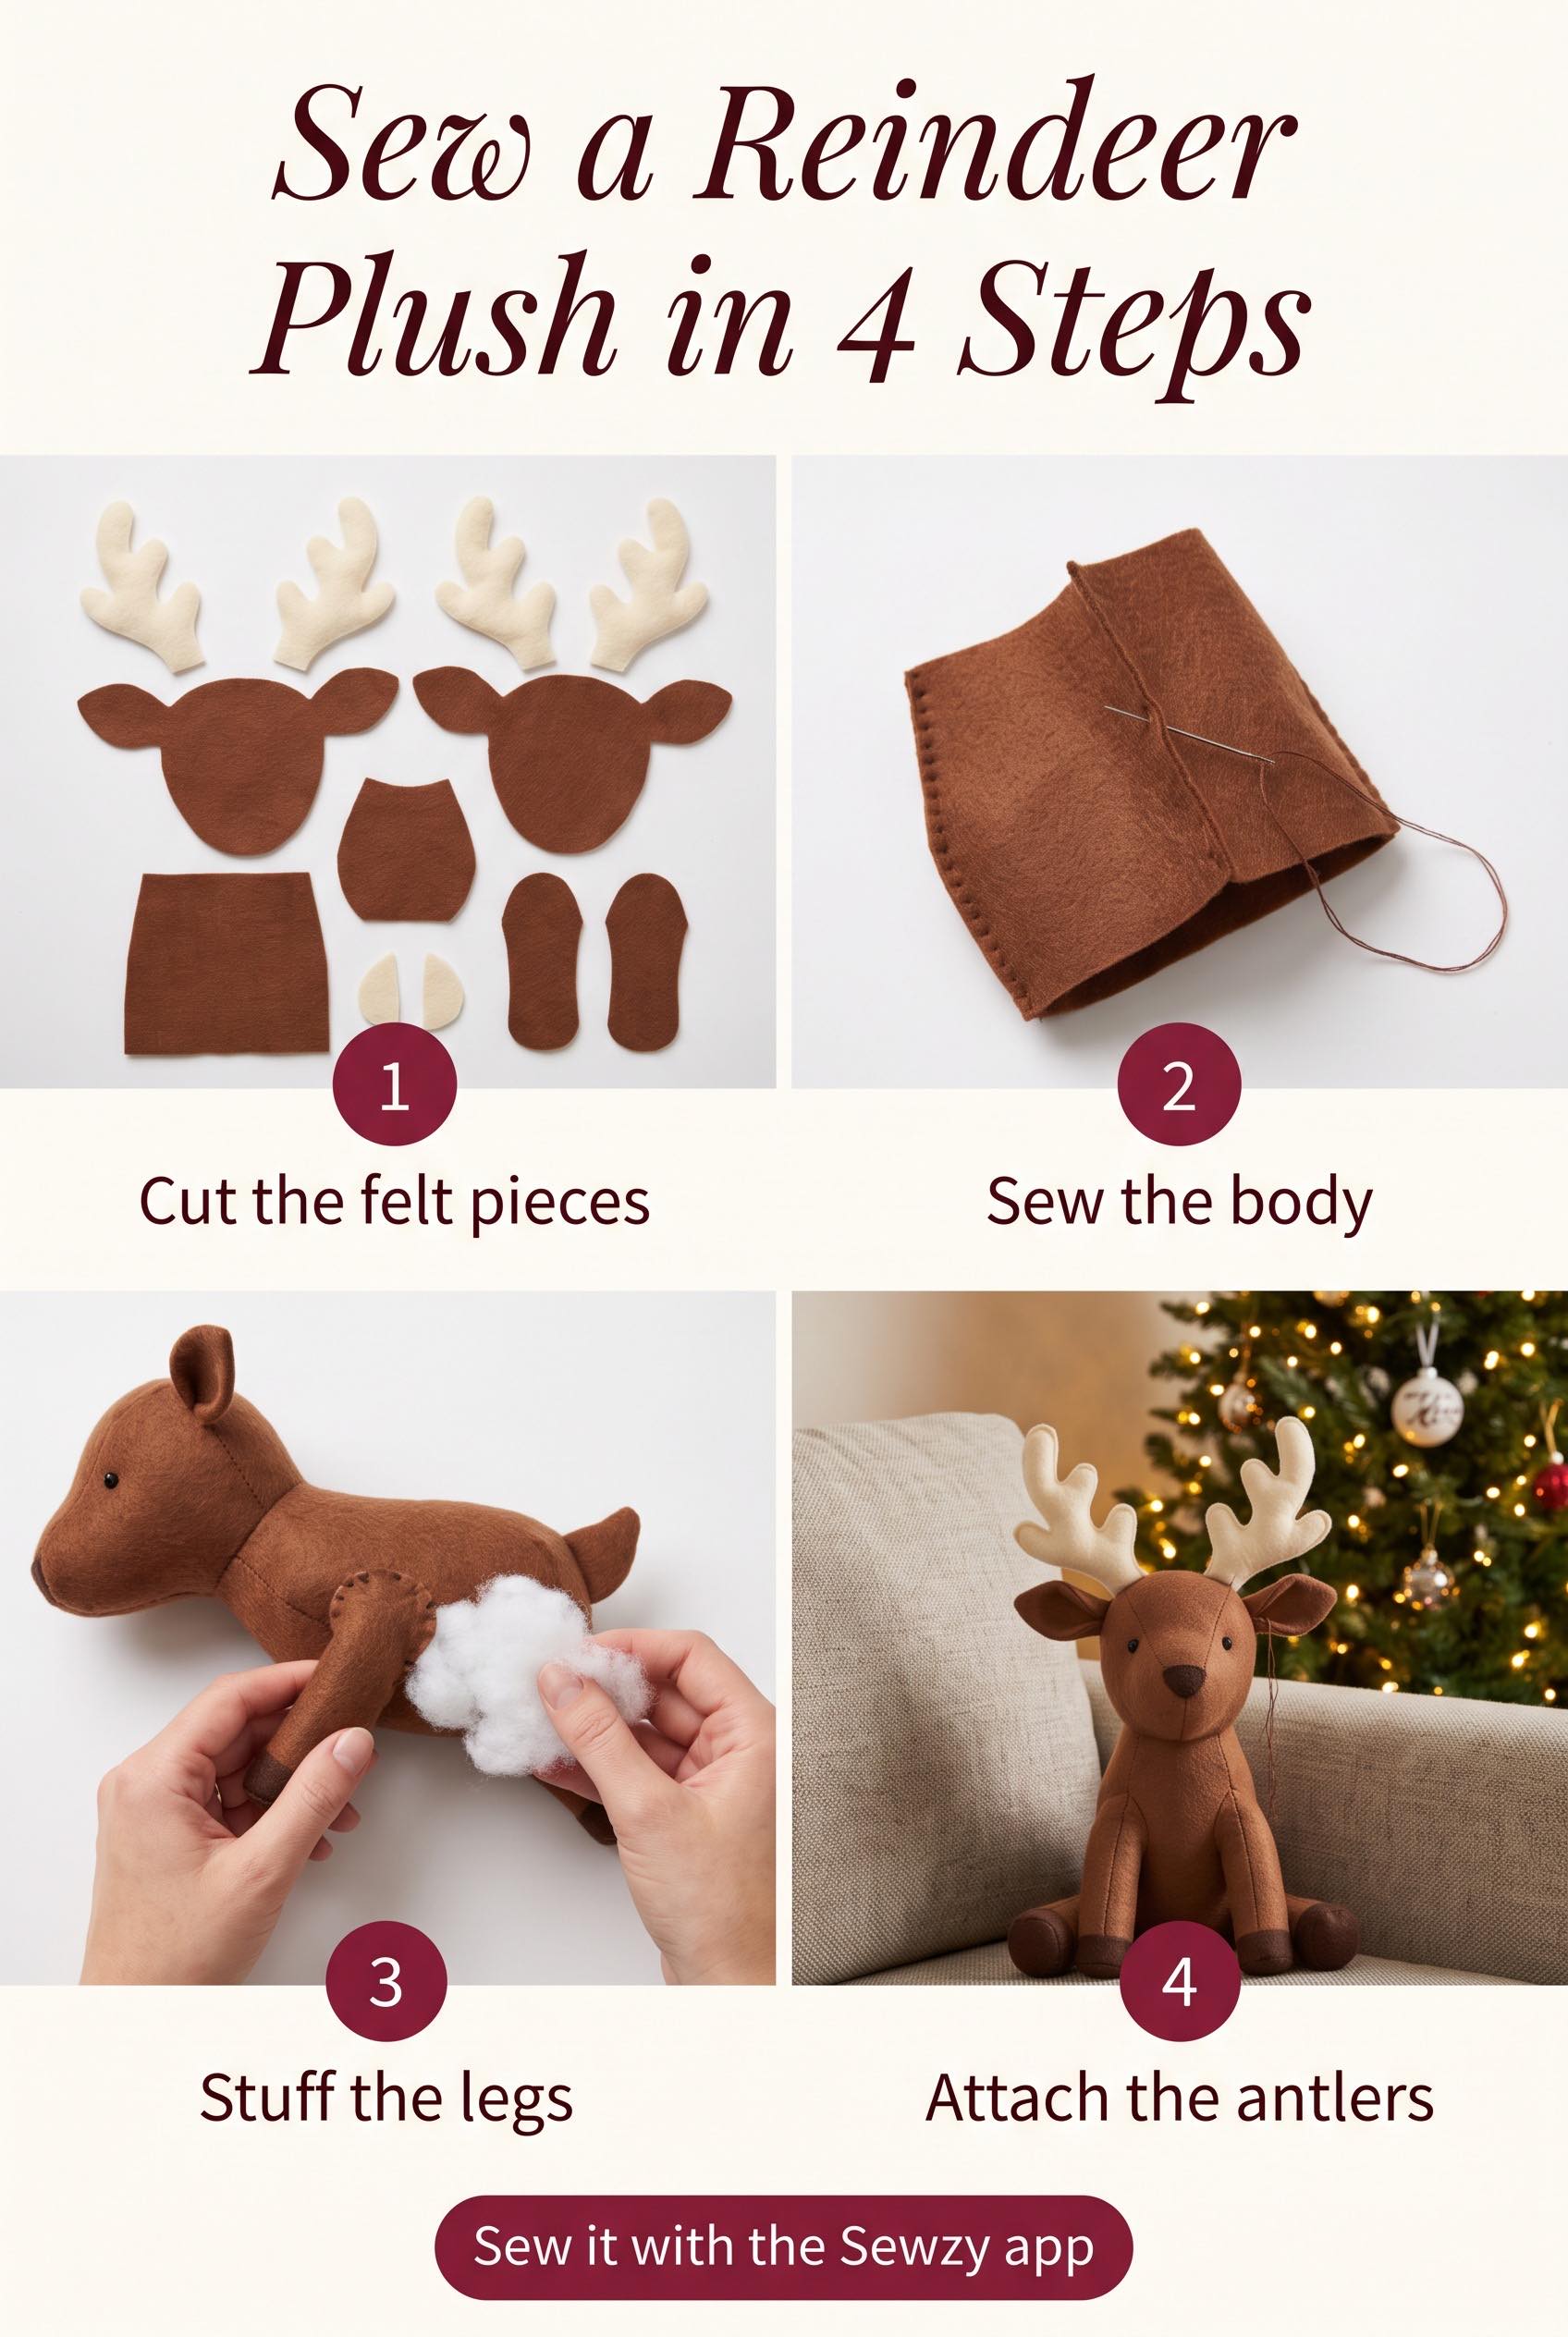 Sew a Reindeer
Plush in 4 Steps
1
2
Cut the felt pieces
Sew the body
3
4
Stuff the legs
Attach the antlers
Sew it with the Sewzy app